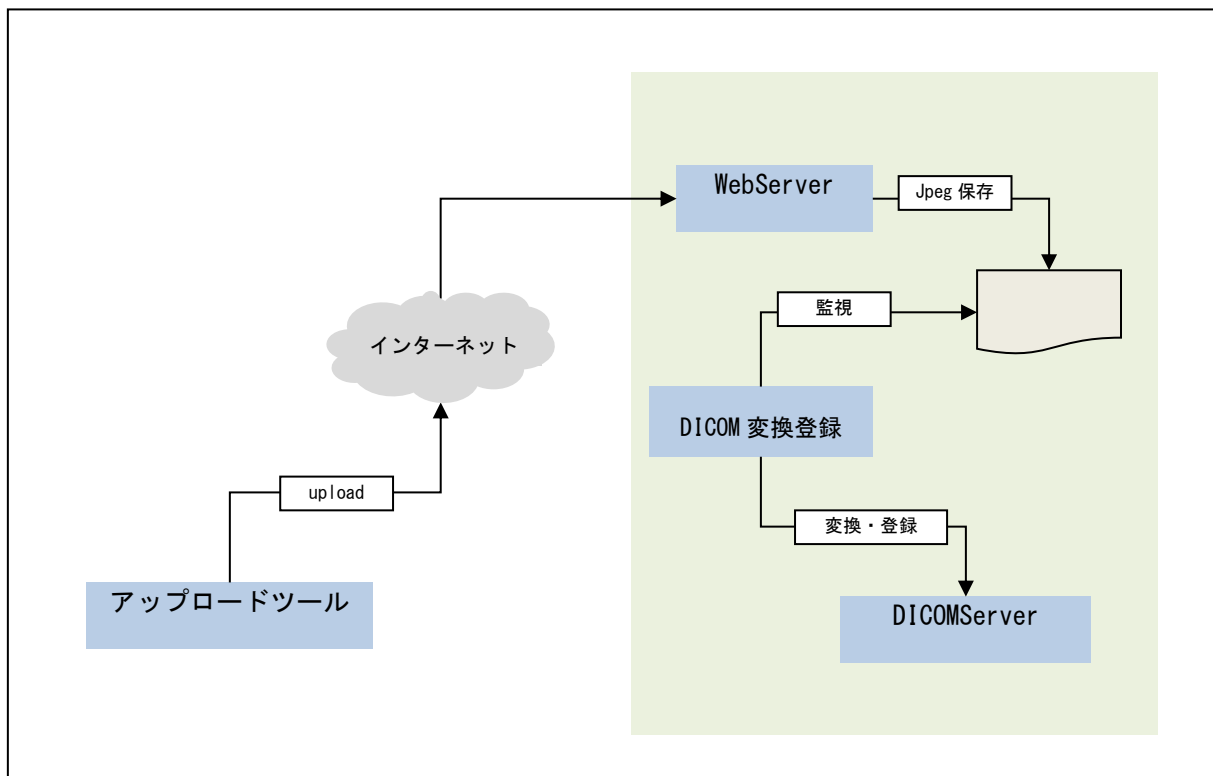 WebServer
Jpeg 保存
監視
インターネット
DICOM 変換登録
upload
変換・登録
アップロードツール
DICOMServer